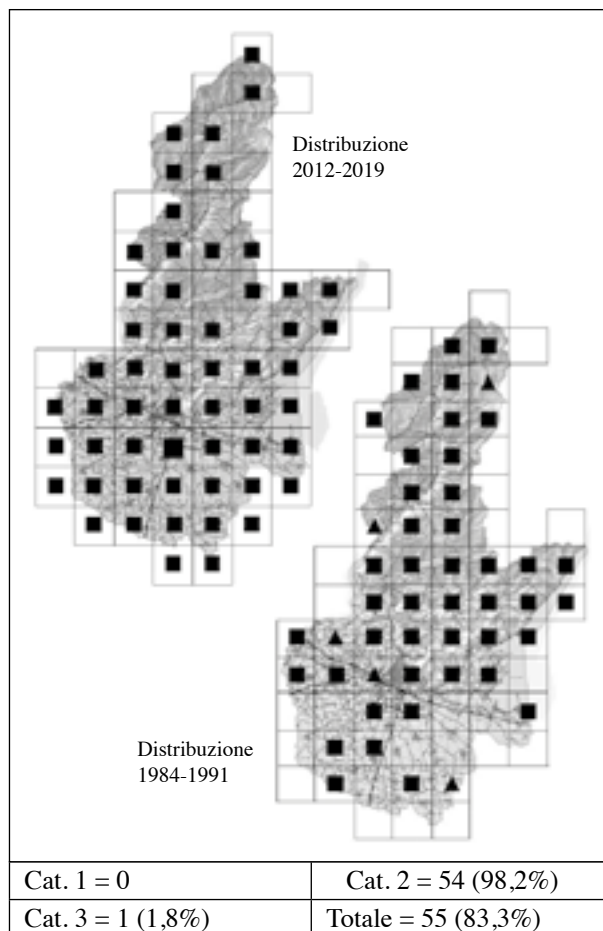 Distribuzione
2012-2019
Distribuzione
1984-1991
Cat. 1 = 0
Cat. 2 = 54 (98,2%)
Cat. 3 = 1 (1,8%)
Totale = 55 (83,3%)